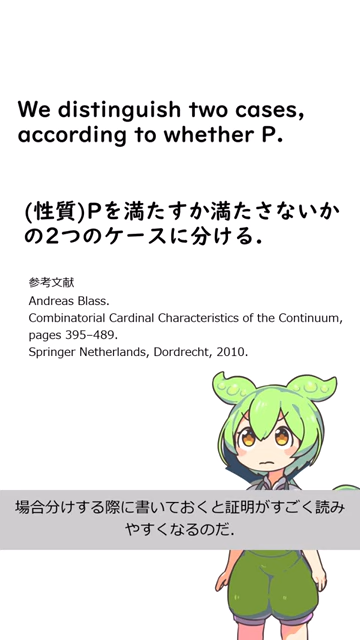 We distinguish two cases,
according to whether P.
(性質)Pを満たすか満たさないか
の2つのケースに分ける.
参考文献
Andreas Blass.
Combinatorial Cardinal Characteristics of the Continuum,
pages 395–489.
Springer Netherlands, Dordrecht, 2010.
場合分けする際に書いておくと証明がすごく読み
やすくなるのだ.